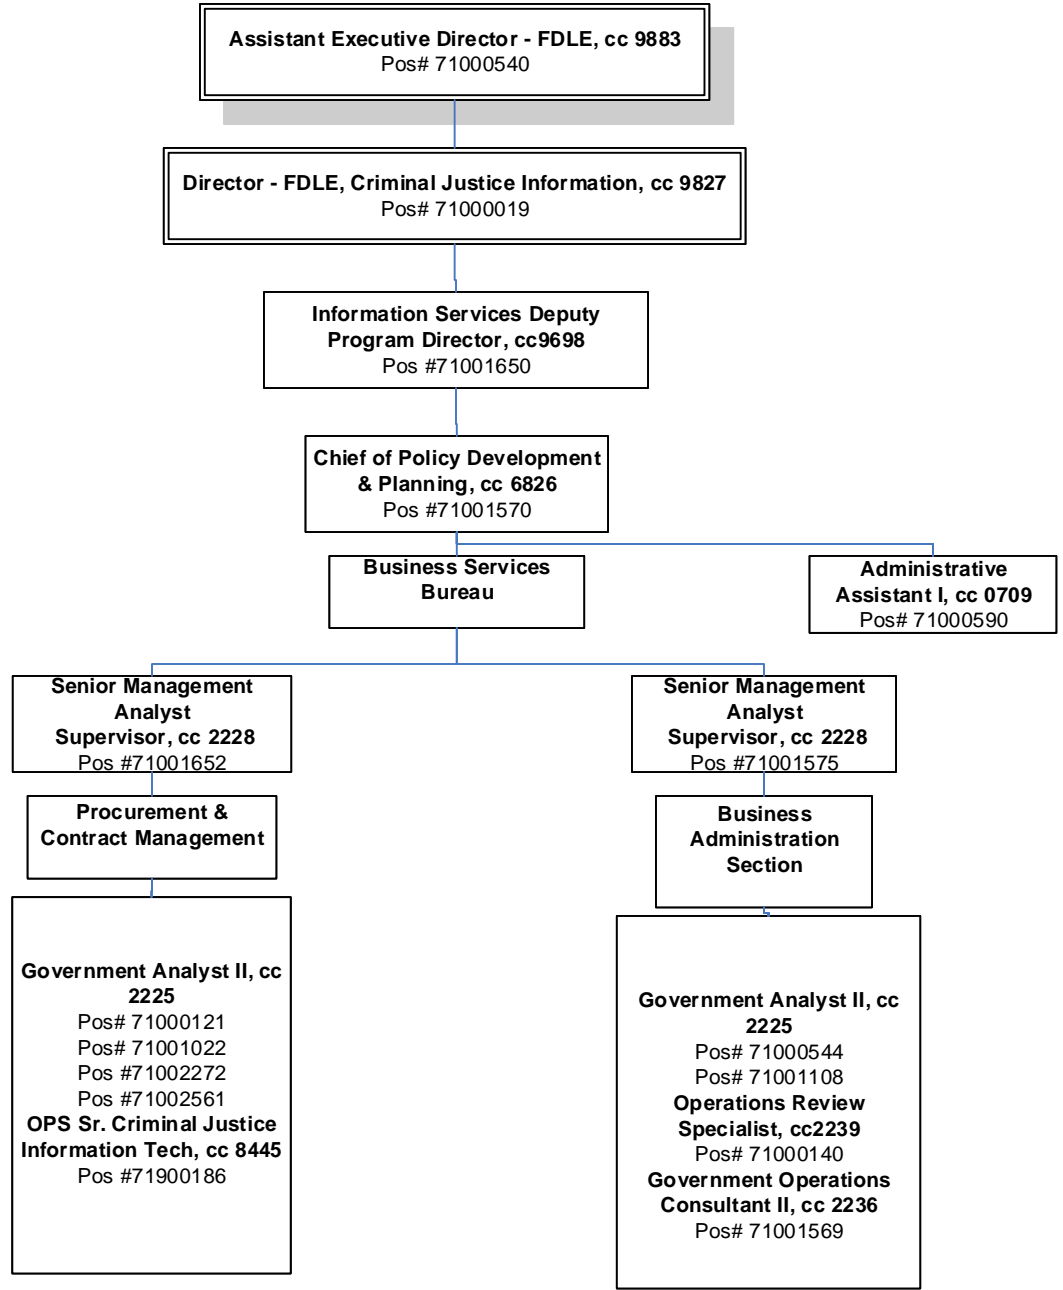 Assistant Executive Director - FDLE, cc 9883
Pos# 71000540
Director - FDLE, Criminal Justice Information, cc 9827
Pos# 71000019
Information Services Deputy
Program Director, cc9698
Pos #71001650
Chief of Policy Development
& Planning, cc 6826
Pos #71001570
Business Services
Bureau
Administrative
Assistant I, cc 0709
Pos# 71000590
Senior Management
Analyst
Supervisor, cc 2228
Pos #71001652
Senior Management
Analyst
Supervisor, cc 2228
Pos #71001575
Procurement &
Contract Management
Business
Administration
Section
Government Analyst II, cc
2225
Pos# 71000121
Pos #71001022
Pos #71002272
Pos #71002561
OPS Sr. Criminal Justice
Information Tech, cc 8445
Pos #71900186
Government Analyst II, cc
2225
Pos# 71000544
Pos# 71001108
Operations Review
Specialist, cc2239
Pos# 71000140
Government Operations
Consultant II, cc 2236
Pos# 71001569